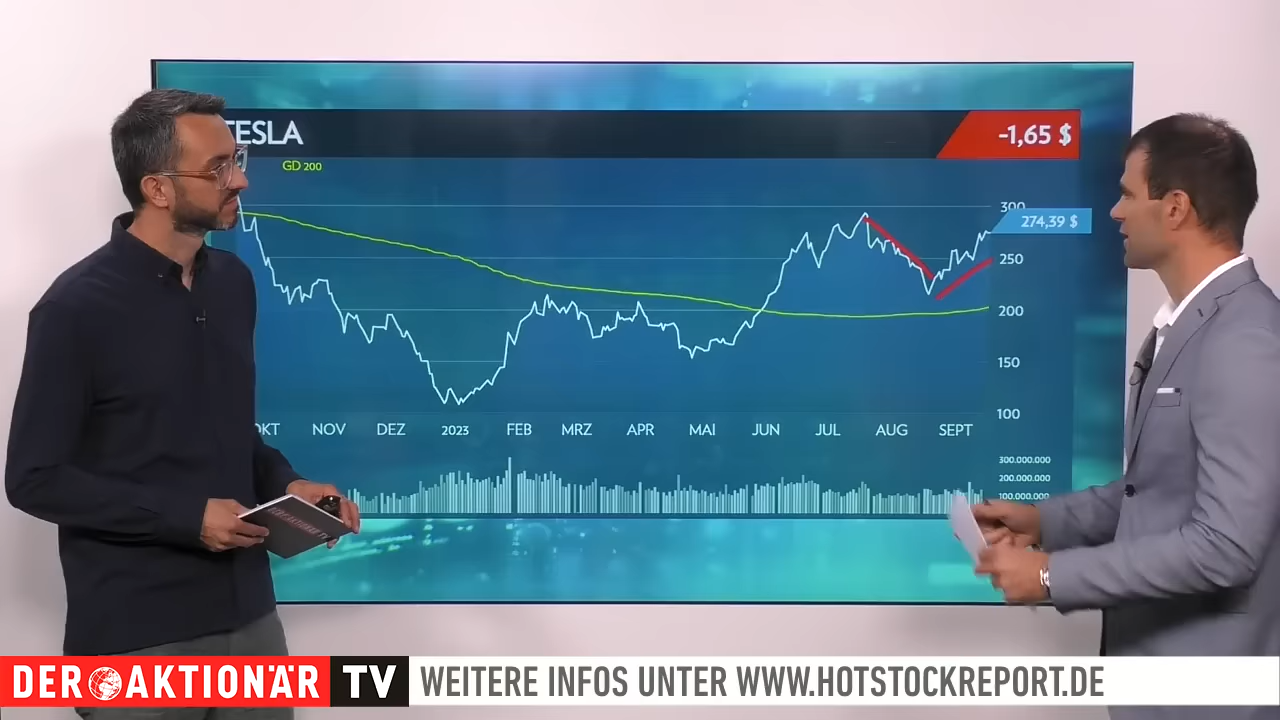 TESLA
-1,65 $
GD 200
300
274,39 $
250
200
150
100
OKT NOV DEZ 2023 FEB MRZ APR MAI JUN JUL AUG SEPT
300.000.000
200.000.000
100.000.000
DER AKTIONÄR TV WEITERE INFOS UNTER WWW.HOTSTOCKREPORT.DE